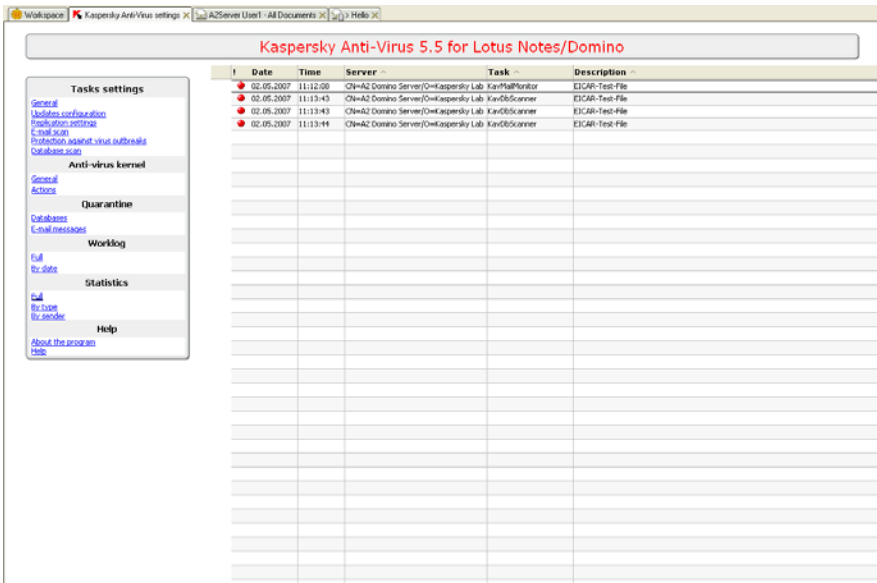 Workspace Kaspersky Anti-Virus settings A2Server User1 - All Documents Hello
Kaspersky Anti-Virus 5.5 for Lotus Notes/Domino
Tasks settings
General
Updates configuration
Replication settings
E-mail scan
Protection against virus outbreaks
Database scan
Anti-virus kernel
General
Actions
Quarantine
Databases
E-mail messages
Worklog
Full
By date
Statistics
Full
By type
By sender
Help
About the program
Help
! Date Time Server Task Description
02.05.2007 11:12:00 CN=A2 Domino Server/O=Kaspersky Lab KavMailMonitor EICAR-Test-File
02.05.2007 11:13:43 CN=A2 Domino Server/O=Kaspersky Lab KavDbScanner EICAR-Test-File
02.05.2007 11:13:43 CN=A2 Domino Server/O=Kaspersky Lab KavDbScanner EICAR-Test-File
02.05.2007 11:13:44 CN=A2 Domino Server/O=Kaspersky Lab KavDbScanner EICAR-Test-File